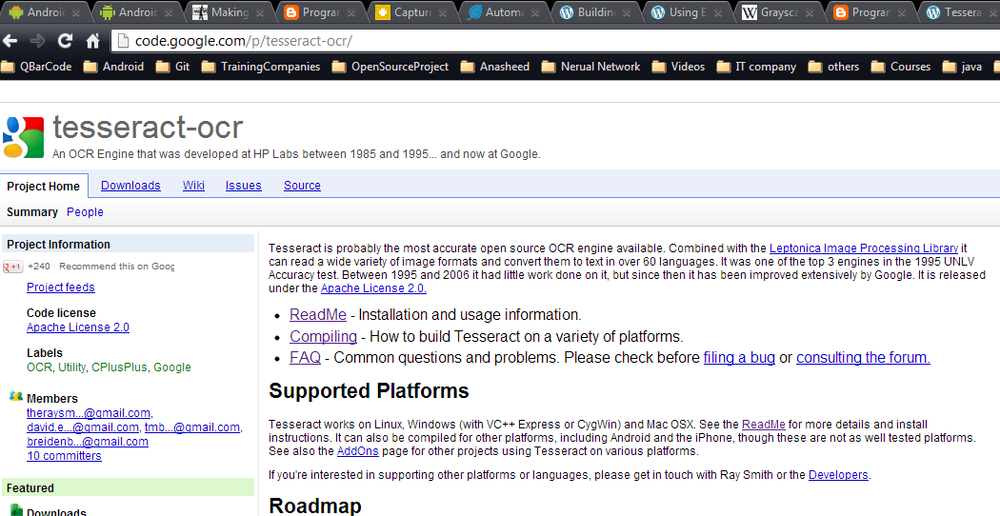 Android Android Making Program Capture Automa Building Using E Graysca Program Tessera
code.google.com/p/tesseract-ocr/
QBarCode Android Git TrainingCompanies OpenSourceProject Anasheed Nerual Network Videos IT company others Courses java
tesseract-ocr
An OCR Engine that was developed at HP Labs between 1985 and 1995... and now at Google.
Project Home Downloads Wiki Issues Source
Summary People
Project Information
+1 +240 Recommend this on Goog
Project feeds
Code license
Apache License 2.0
Labels
OCR, Utility, CPlusPlus, Google
Members
theraysm...@gmail.com,
david.e...@gmail.com, tmb...@gmail.com,
breidenb...@gmail.com
10 committers
Featured
Downloads
Tesseract is probably the most accurate open source OCR engine available. Combined with the Leptonica Image Processing Library it
can read a wide variety of image formats and convert them to text in over 60 languages. It was one of the top 3 engines in the 1995 UNLV
Accuracy test. Between 1995 and 2006 it had little work done on it, but since then it has been improved extensively by Google. It is released
under the Apache License 2.0.
• ReadMe - Installation and usage information.
• Compiling - How to build Tesseract on a variety of platforms.
• FAQ - Common questions and problems. Please check before filing a bug or consulting the forum.
Supported Platforms
Tesseract works on Linux, Windows (with VC++ Express or CygWin) and Mac OSX. See the ReadMe for more details and install
instructions. It can also be compiled for other platforms, including Android and the iPhone, though these are not as well tested platforms.
See also the AddOns page for other projects using Tesseract on various platforms.
If you're interested in supporting other platforms or languages, please get in touch with Ray Smith or the Developers.
Roadmap